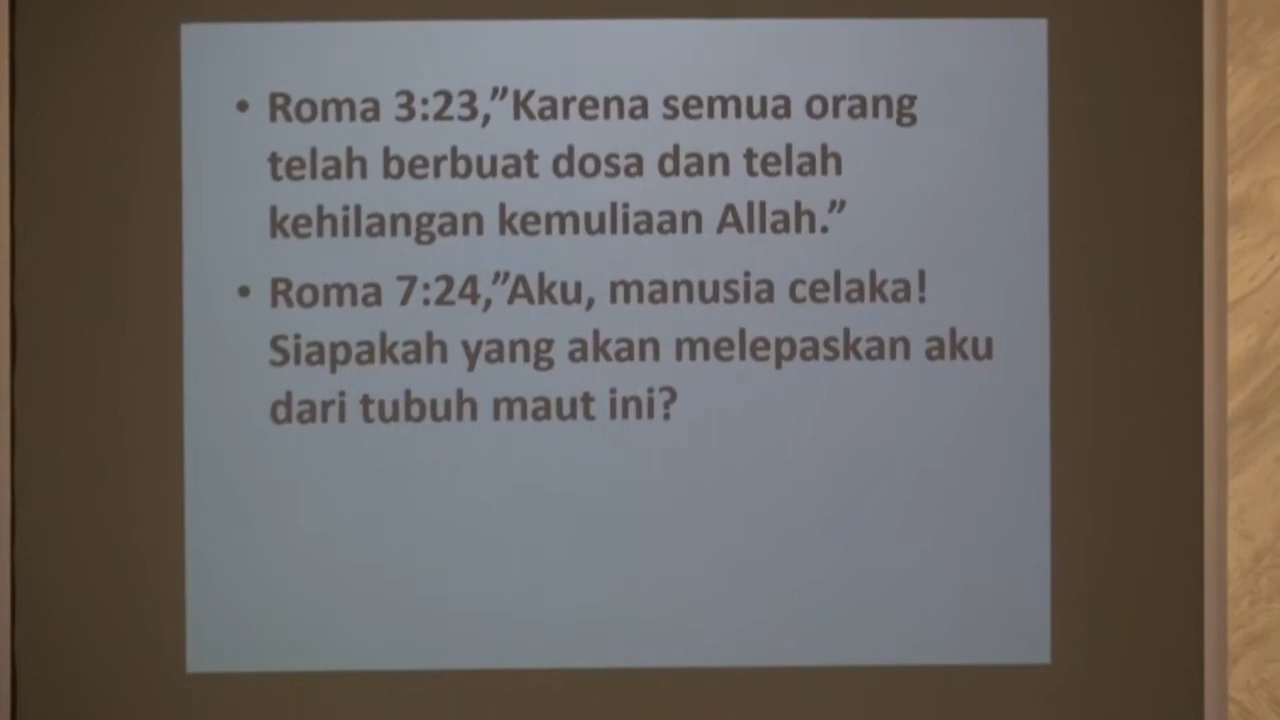 • Roma 3:23,”Karena semua orang
telah berbuat dosa dan telah
kehilangan kemuliaan Allah.”
• Roma 7:24,”Aku, manusia celaka!
Siapakah yang akan melepaskan aku
dari tubuh maut ini?